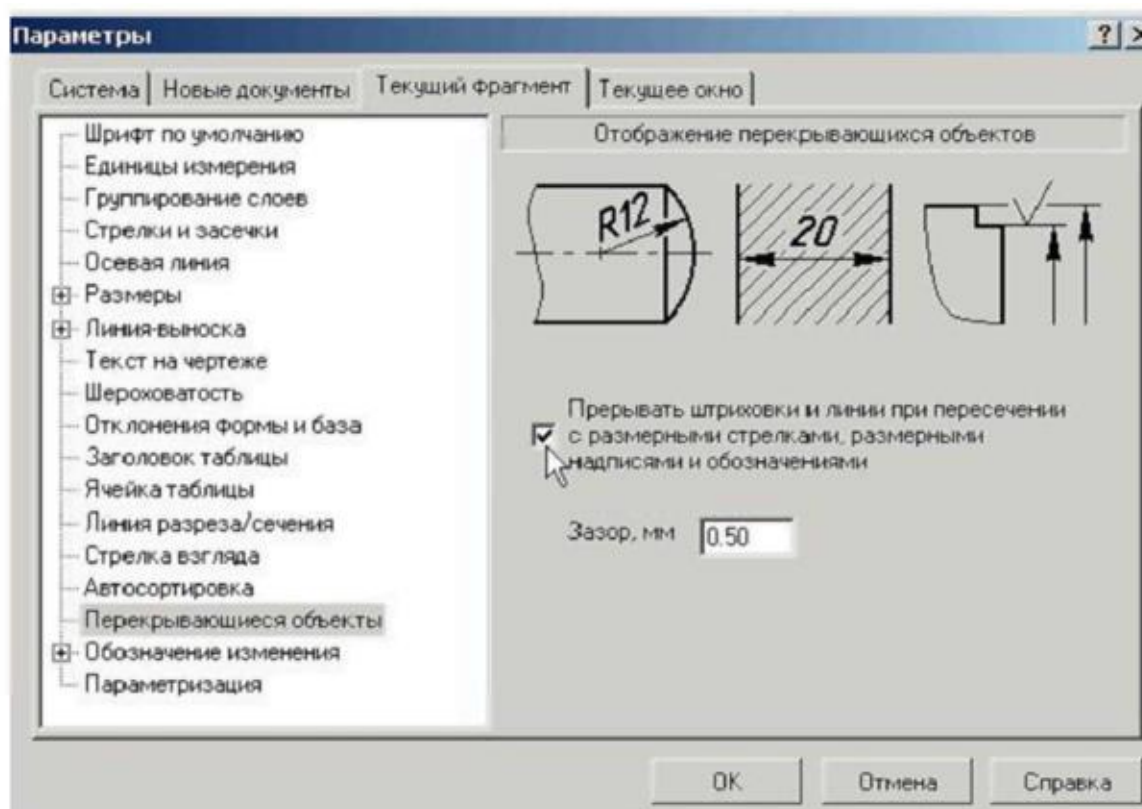 Параметры
Система
Новые документы
Текущий фрагмент
Текущее окно
Шрифт по умолчанию
Единицы измерения
Группирование слоев
Стрелки и засечки
Осевая линия
Размеры
Линия-выноска
Текст на чертеже
Шероховатость
Отклонения формы и база
Заголовок таблицы
Ячейка таблицы
Линия разреза/сечения
Стрелка взгляда
Автосортировка
Перекрывающиеся объекты
Обозначение изменения
Параметризация
Отображение перекрывающихся объектов
R12
20
Прерывать штриховки и линии при пересечении
с размерными стрелками, размерными
надписями и обозначениями
Зазор, мм
0.50
OK
Отмена
Справка